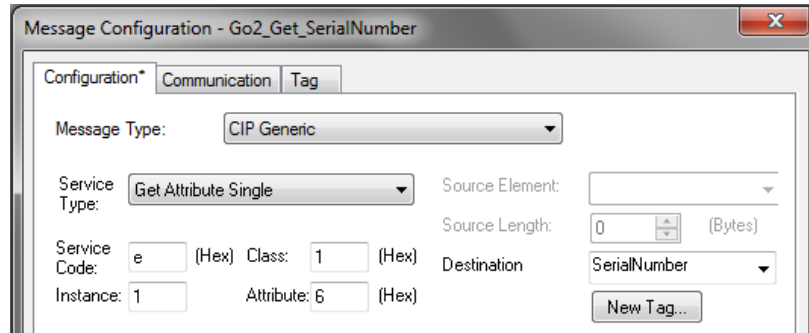 Message Configuration - Go2_Get_SerialNumber
x
Configuration* Communication Tag
Message Type: CIP Generic
Service Type: Get Attribute Single
Source Element:
Source Length: 0 (Bytes)
Service Code: e (Hex) Class: 1 (Hex)
Destination SerialNumber
Instance: 1 Attribute: 6 (Hex)
New Tag...